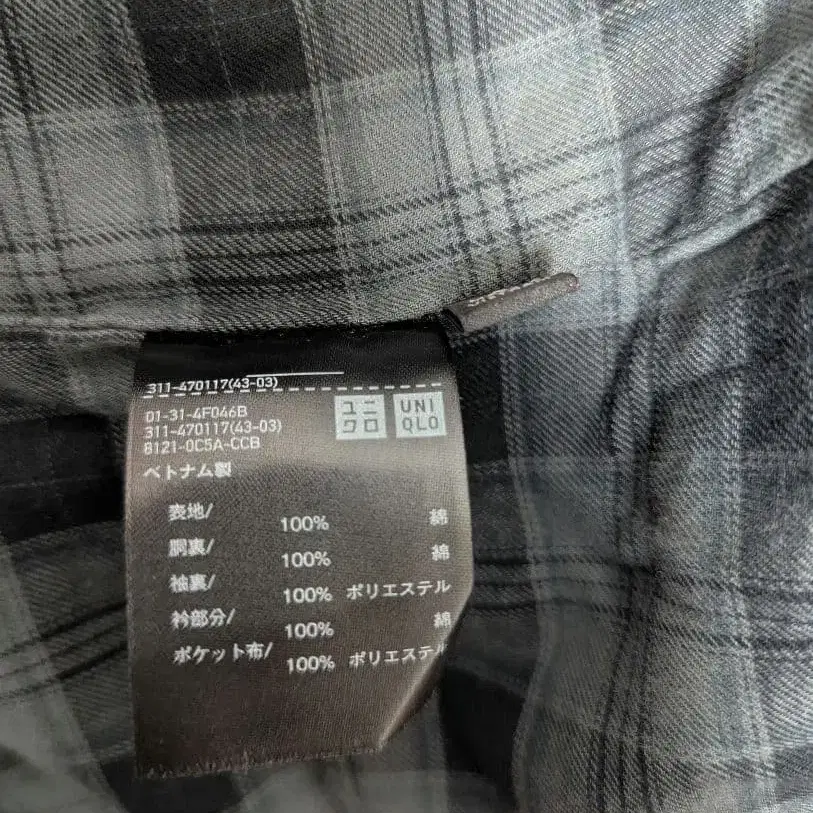 311-470117(43-03)
01-31-4F046B
311-470117(43-03)
8121-0C5A-CCB
ユニ
クロ
UNI
QLO
ベトナム製
表地/ 100% 綿
胴裏/ 100% 綿
袖裏/ 100% ポリエステル
衿部分/ 100% 綿
ポケット布/ 100% ポリエステル